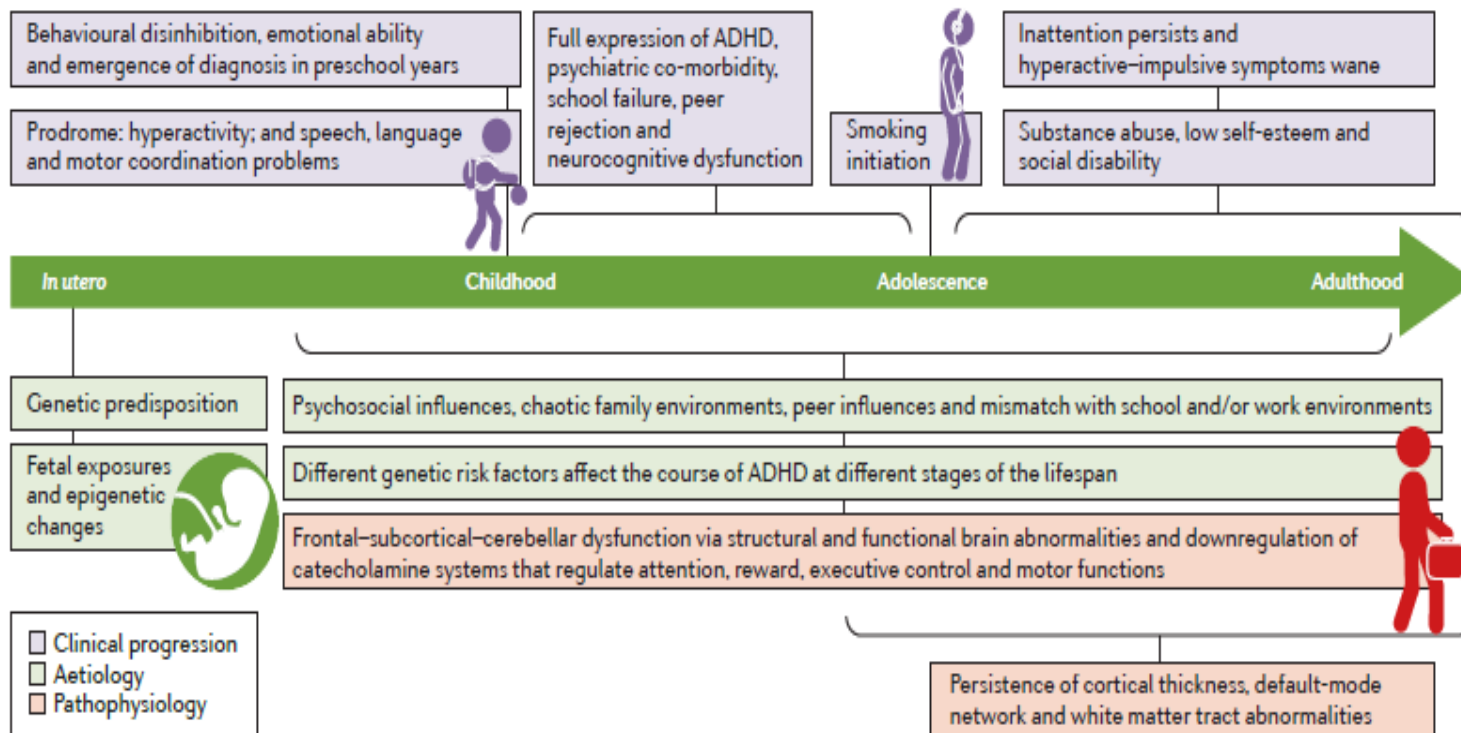 Behavioural disinhibition, emotional ability
and emergence of diagnosis in preschool years
Prodrome: hyperactivity; and speech, language
and motor coordination problems
Full expression of ADHD,
psychiatric co-morbidity,
school failure, peer
rejection and
neurocognitive dysfunction
Smoking
initiation
Inattention persists and
hyperactive–impulsive symptoms wane
Substance abuse, low self-esteem and
social disability
In utero
Childhood
Adolescence
Adulthood
Genetic predisposition
Fetal exposures
and epigenetic
changes
Psychosocial influences, chaotic family environments, peer influences and mismatch with school and/or work environments
Different genetic risk factors affect the course of ADHD at different stages of the lifespan
Frontal–subcortical–cerebellar dysfunction via structural and functional brain abnormalities and downregulation of
catecholamine systems that regulate attention, reward, executive control and motor functions
Clinical progression
Aetiology
Pathophysiology
Persistence of cortical thickness, default-mode
network and white matter tract abnormalities